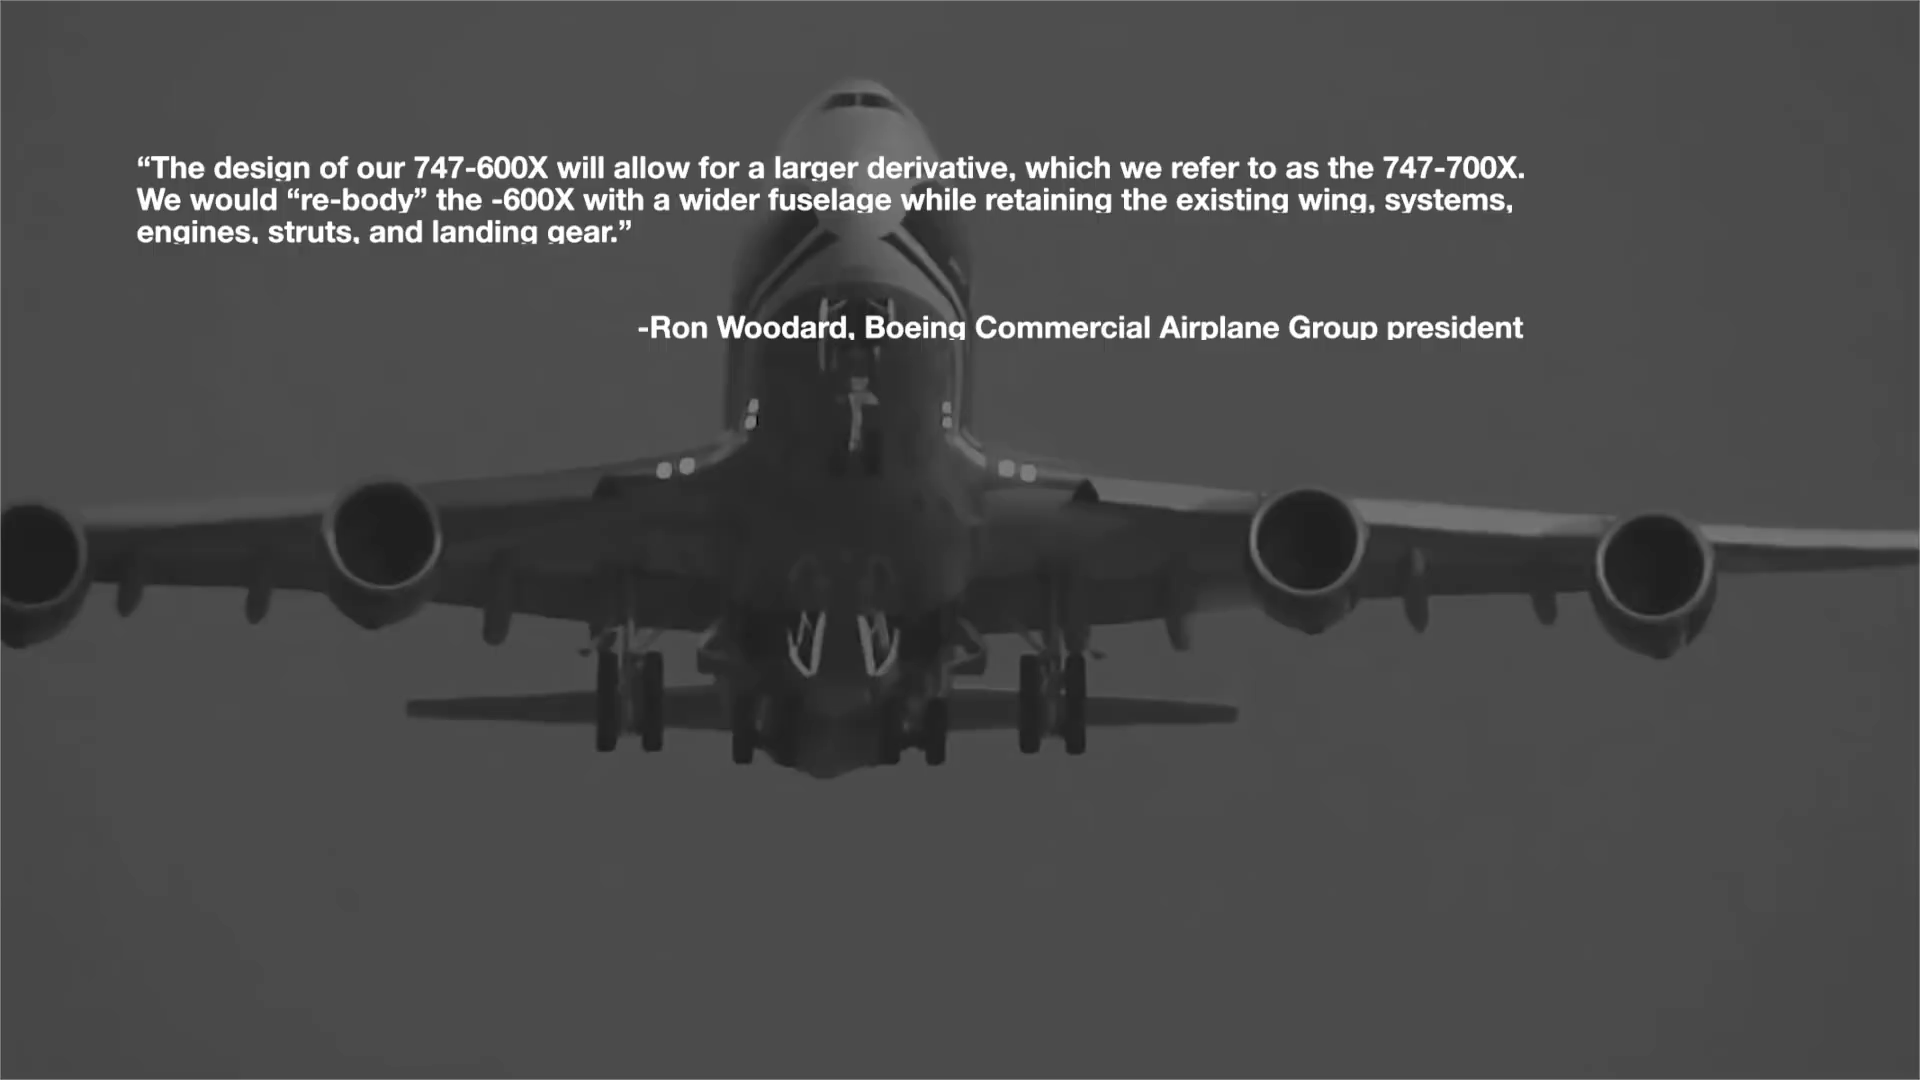 “The design of our 747-600X will allow for a larger derivative, which we refer to as the 747-700X.
We would “re-body” the -600X with a wider fuselage while retaining the existing wing, systems,
engines, struts, and landing gear.”
-Ron Woodard, Boeing Commercial Airplane Group president